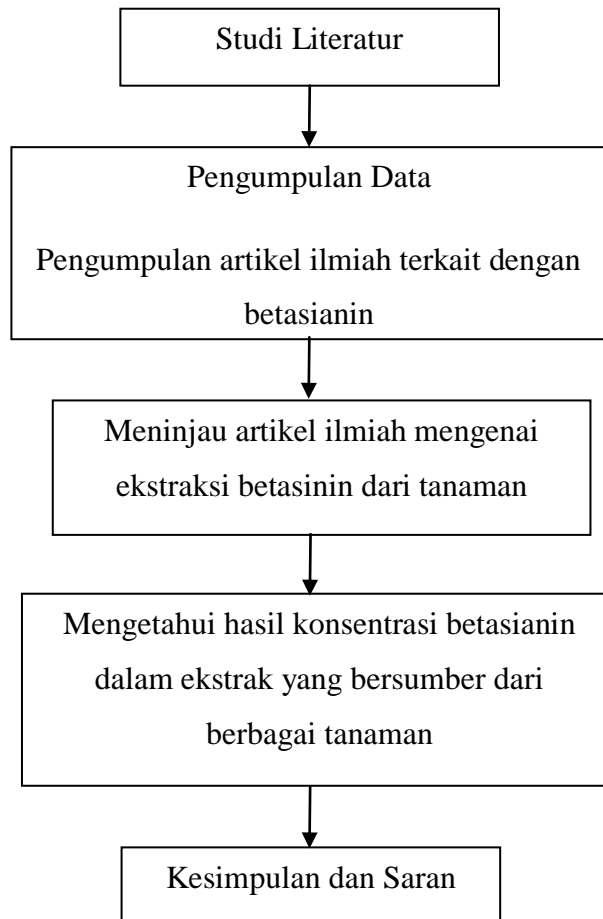 Studi Literatur
Pengumpulan Data
Pengumpulan artikel ilmiah terkait dengan
betasianin
Meninjau artikel ilmiah mengenai
ekstraksi betasinin dari tanaman
Mengetahui hasil konsentrasi betasianin
dalam ekstrak yang bersumber dari
berbagai tanaman
Kesimpulan dan Saran